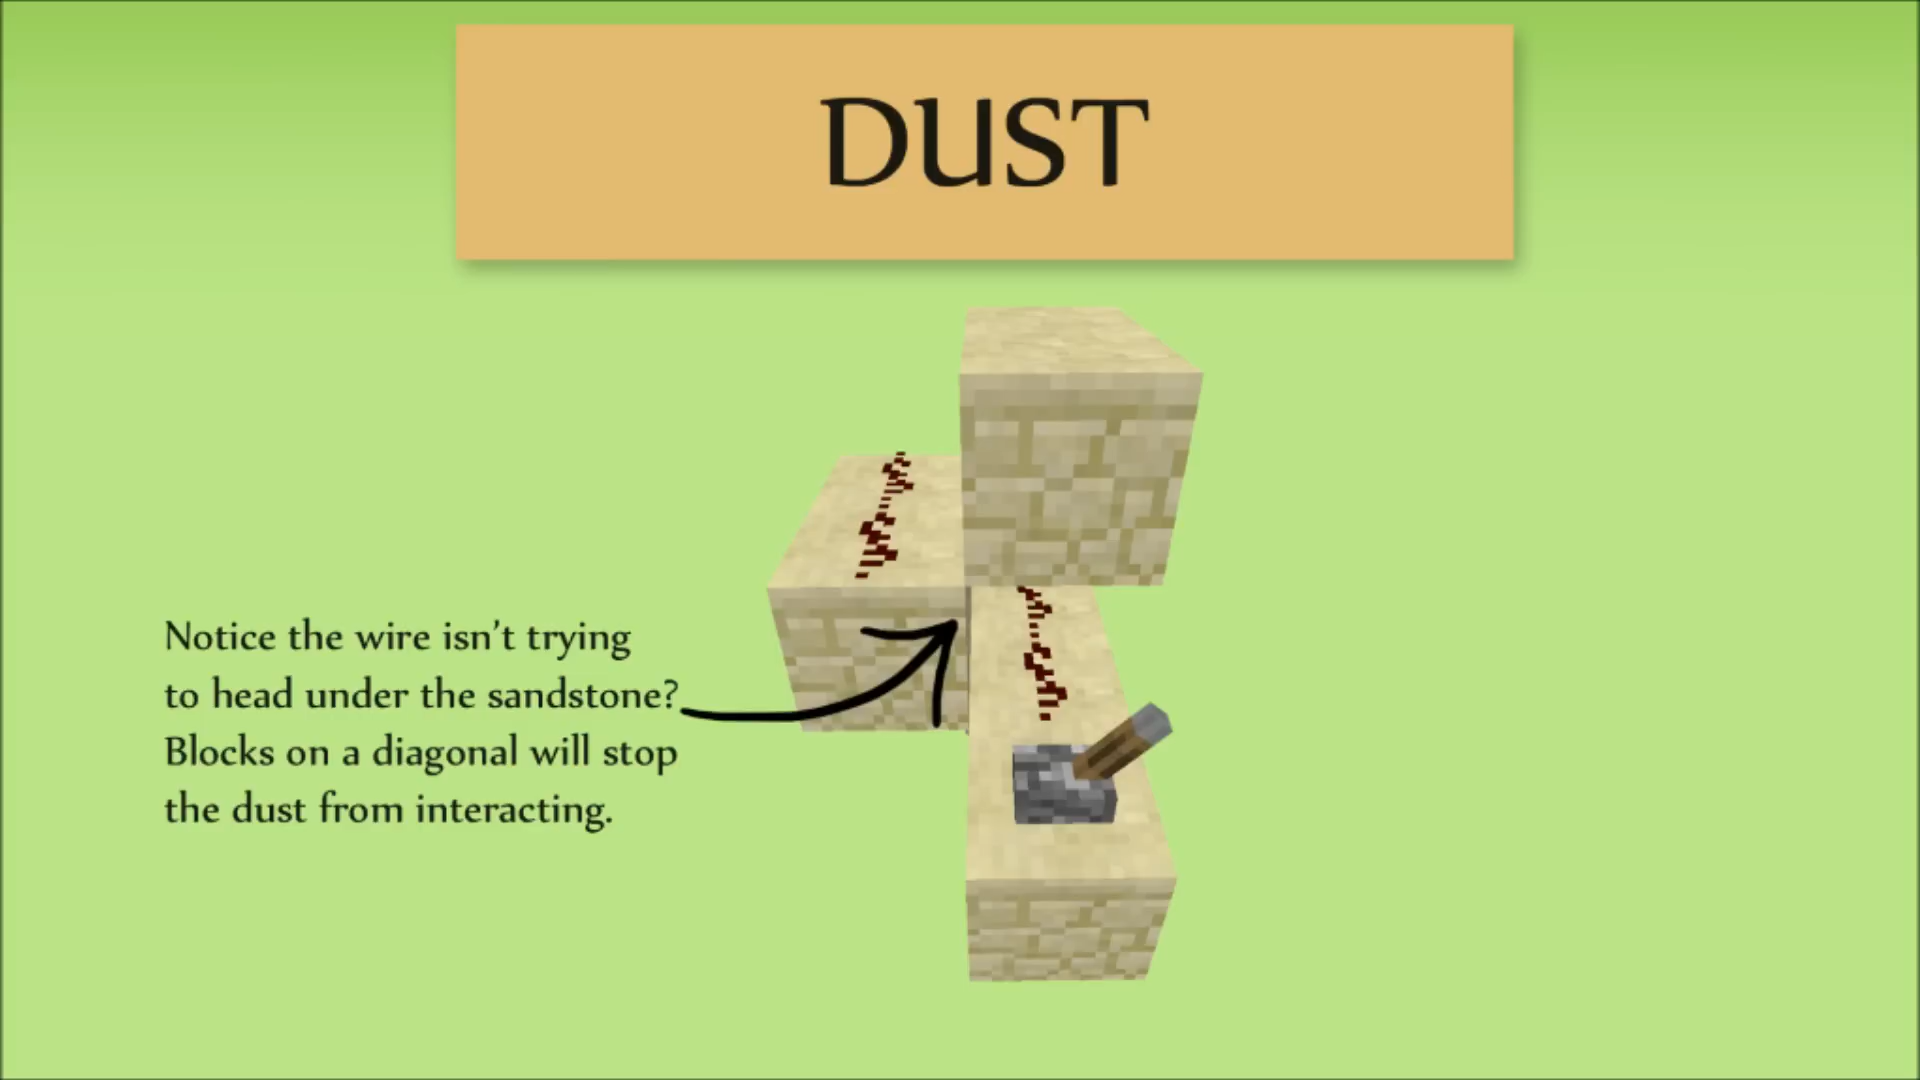 DUST
Notice the wire isn't trying
to head under the sandstone?
Blocks on a diagonal will stop
the dust from interacting.